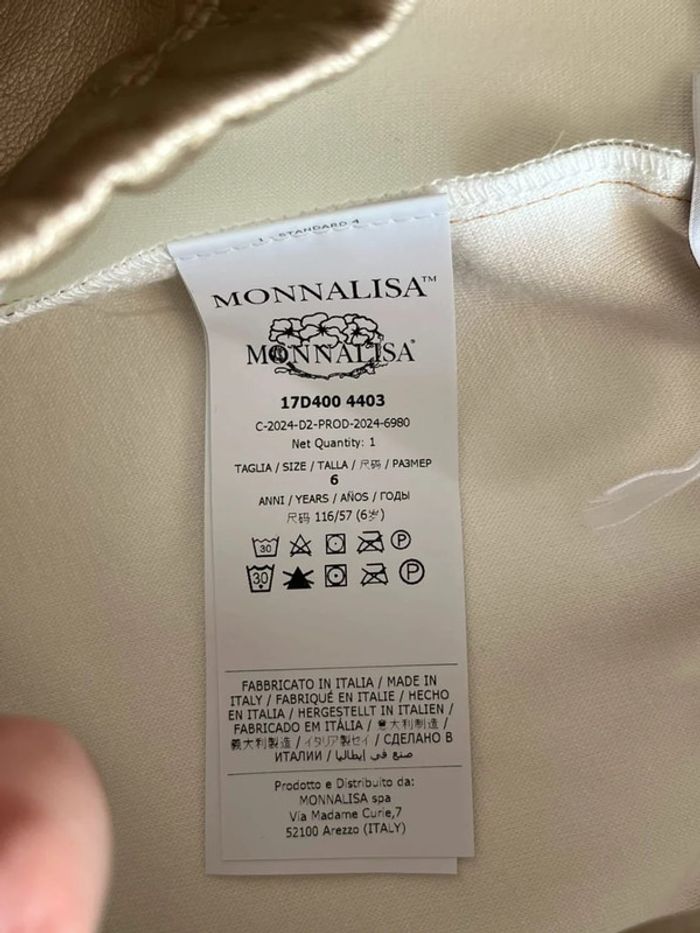 1 - STANDARD 4
MONNALISA™
MONNALISA®
17D400 4403
C-2024-D2-PROD-2024-6980
Net Quantity: 1
TAGLIA / SIZE / TALLA / 尺码 / РАЗМЕР
6
ANNI / YEARS / AÑOS / ГОДЫ
尺码 116/57 (6岁)
30 P
30 P
FABBRICATO IN ITALIA / MADE IN
ITALY / FABRIQUÉ EN ITALIE / HECHO
EN ITALIA / HERGESTELLT IN ITALIEN /
FABRICADO EM ITÁLIA / 意大利制造 /
義大利製造 / イタリア製セイ / СДЕЛАНО В
ИТАЛИИ / صنع في إيطاليا
Prodotto e Distribuito da:
MONNALISA spa
Via Madame Curie,7
52100 Arezzo (ITALY)